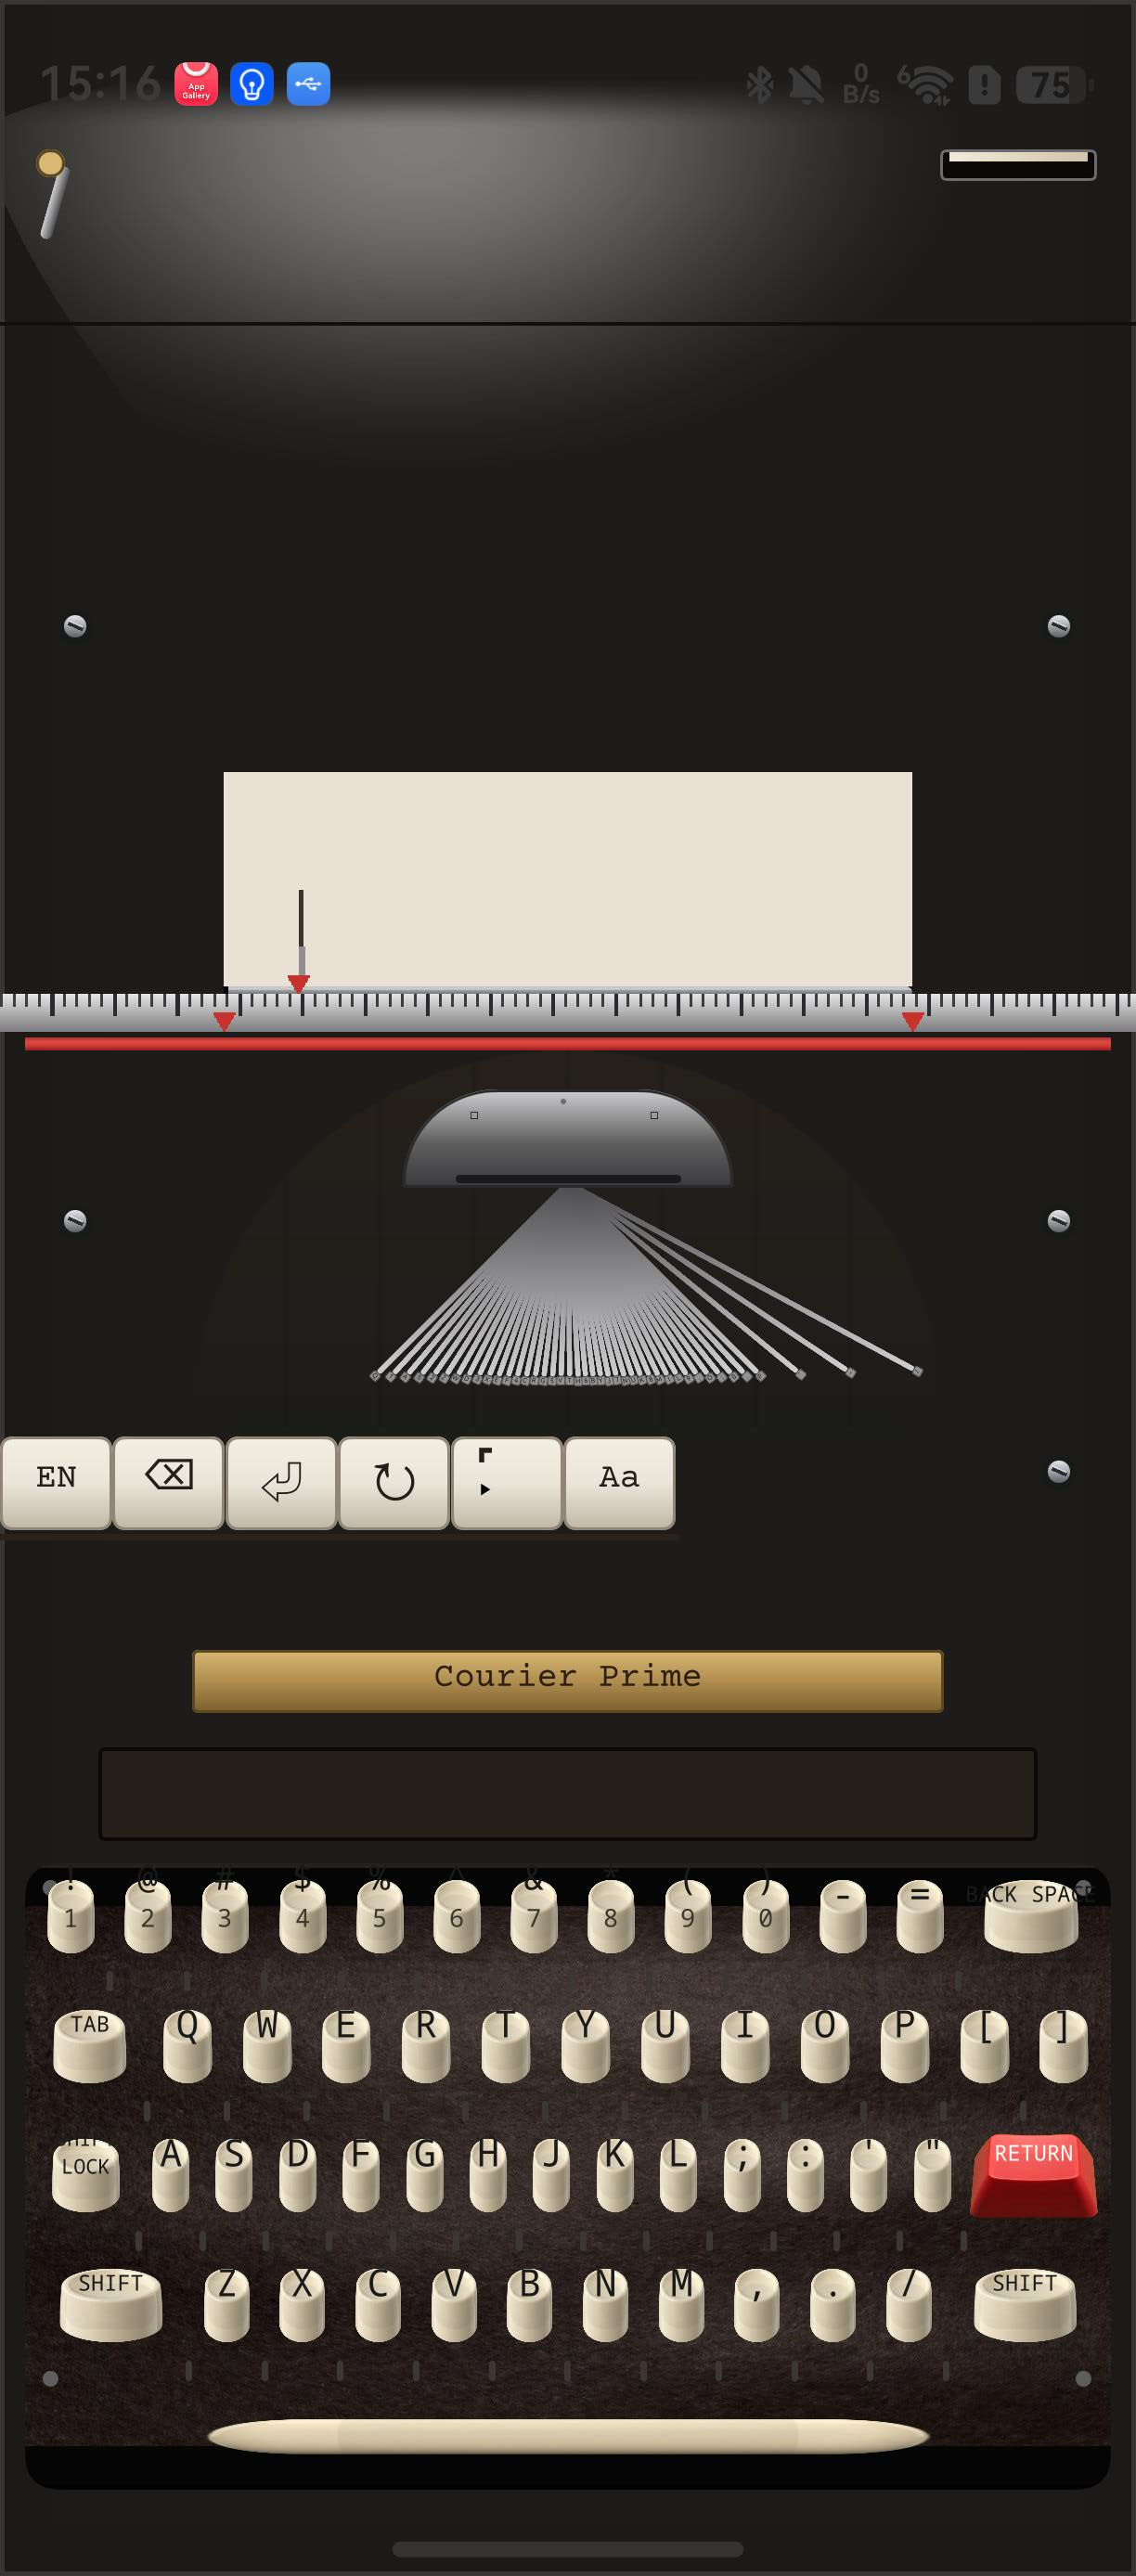 15:16 App Gallery 0 B/s 6 75
EN Aa
Courier Prime
! @ # $ % ^ & * ( ) - = BACK SPACE
1 2 3 4 5 6 7 8 9 0
TAB Q W E R T Y U I O P [ ]
LOCK A S D F G H J K L ; : ' " RETURN
SHIFT Z X C V B N M , . / SHIFT